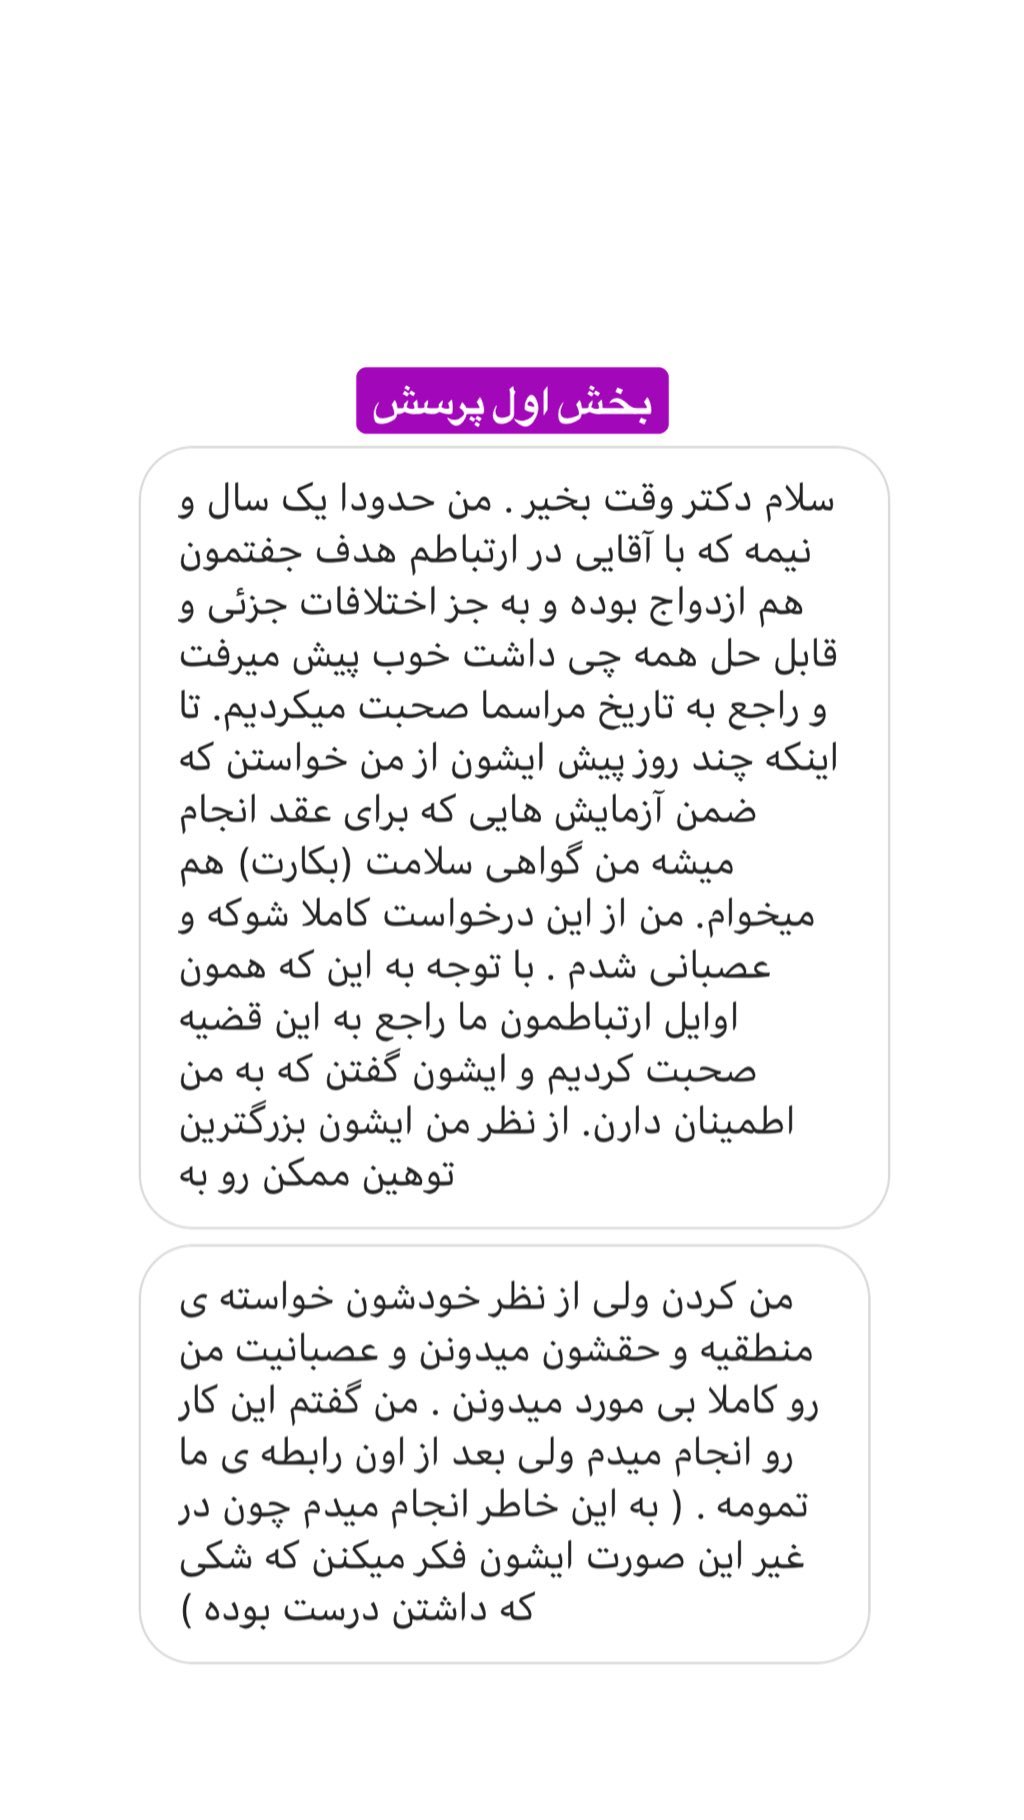 بخش اول پرسش
سلام دکتر وقت بخیر . من حدودا یک سال و
نیمه که با آقایی در ارتباطم هدف جفتمون
هم ازدواج بوده و به جز اختلافات جزئی و
قابل حل همه چی داشت خوب پیش میرفت
و راجع به تاریخ مراسما صحبت میکردیم. تا
اینکه چند روز پیش ایشون از من خواستن که
ضمن آزمایش هایی که برای عقد انجام
میشه من گواهی سلامت (بکارت) هم
میخوام. من از این درخواست کاملا شوکه و
عصبانی شدم . با توجه به این که همون
اوایل ارتباطمون ما راجع به این قضیه
صحبت کردیم و ایشون گفتن که به من
اطمینان دارن. از نظر من ایشون بزرگترین
توهین ممکن رو به
من کردن ولی از نظر خودشون خواسته ی
منطقیه و حقشون میدونن و عصبانیت من
رو کاملا بی مورد میدونن . من گفتم این کار
رو انجام میدم ولی بعد از اون رابطه ی ما
تمومه . ( به این خاطر انجام میدم چون در
غیر این صورت ایشون فکر میکنن که شکی
که داشتن درست بوده )